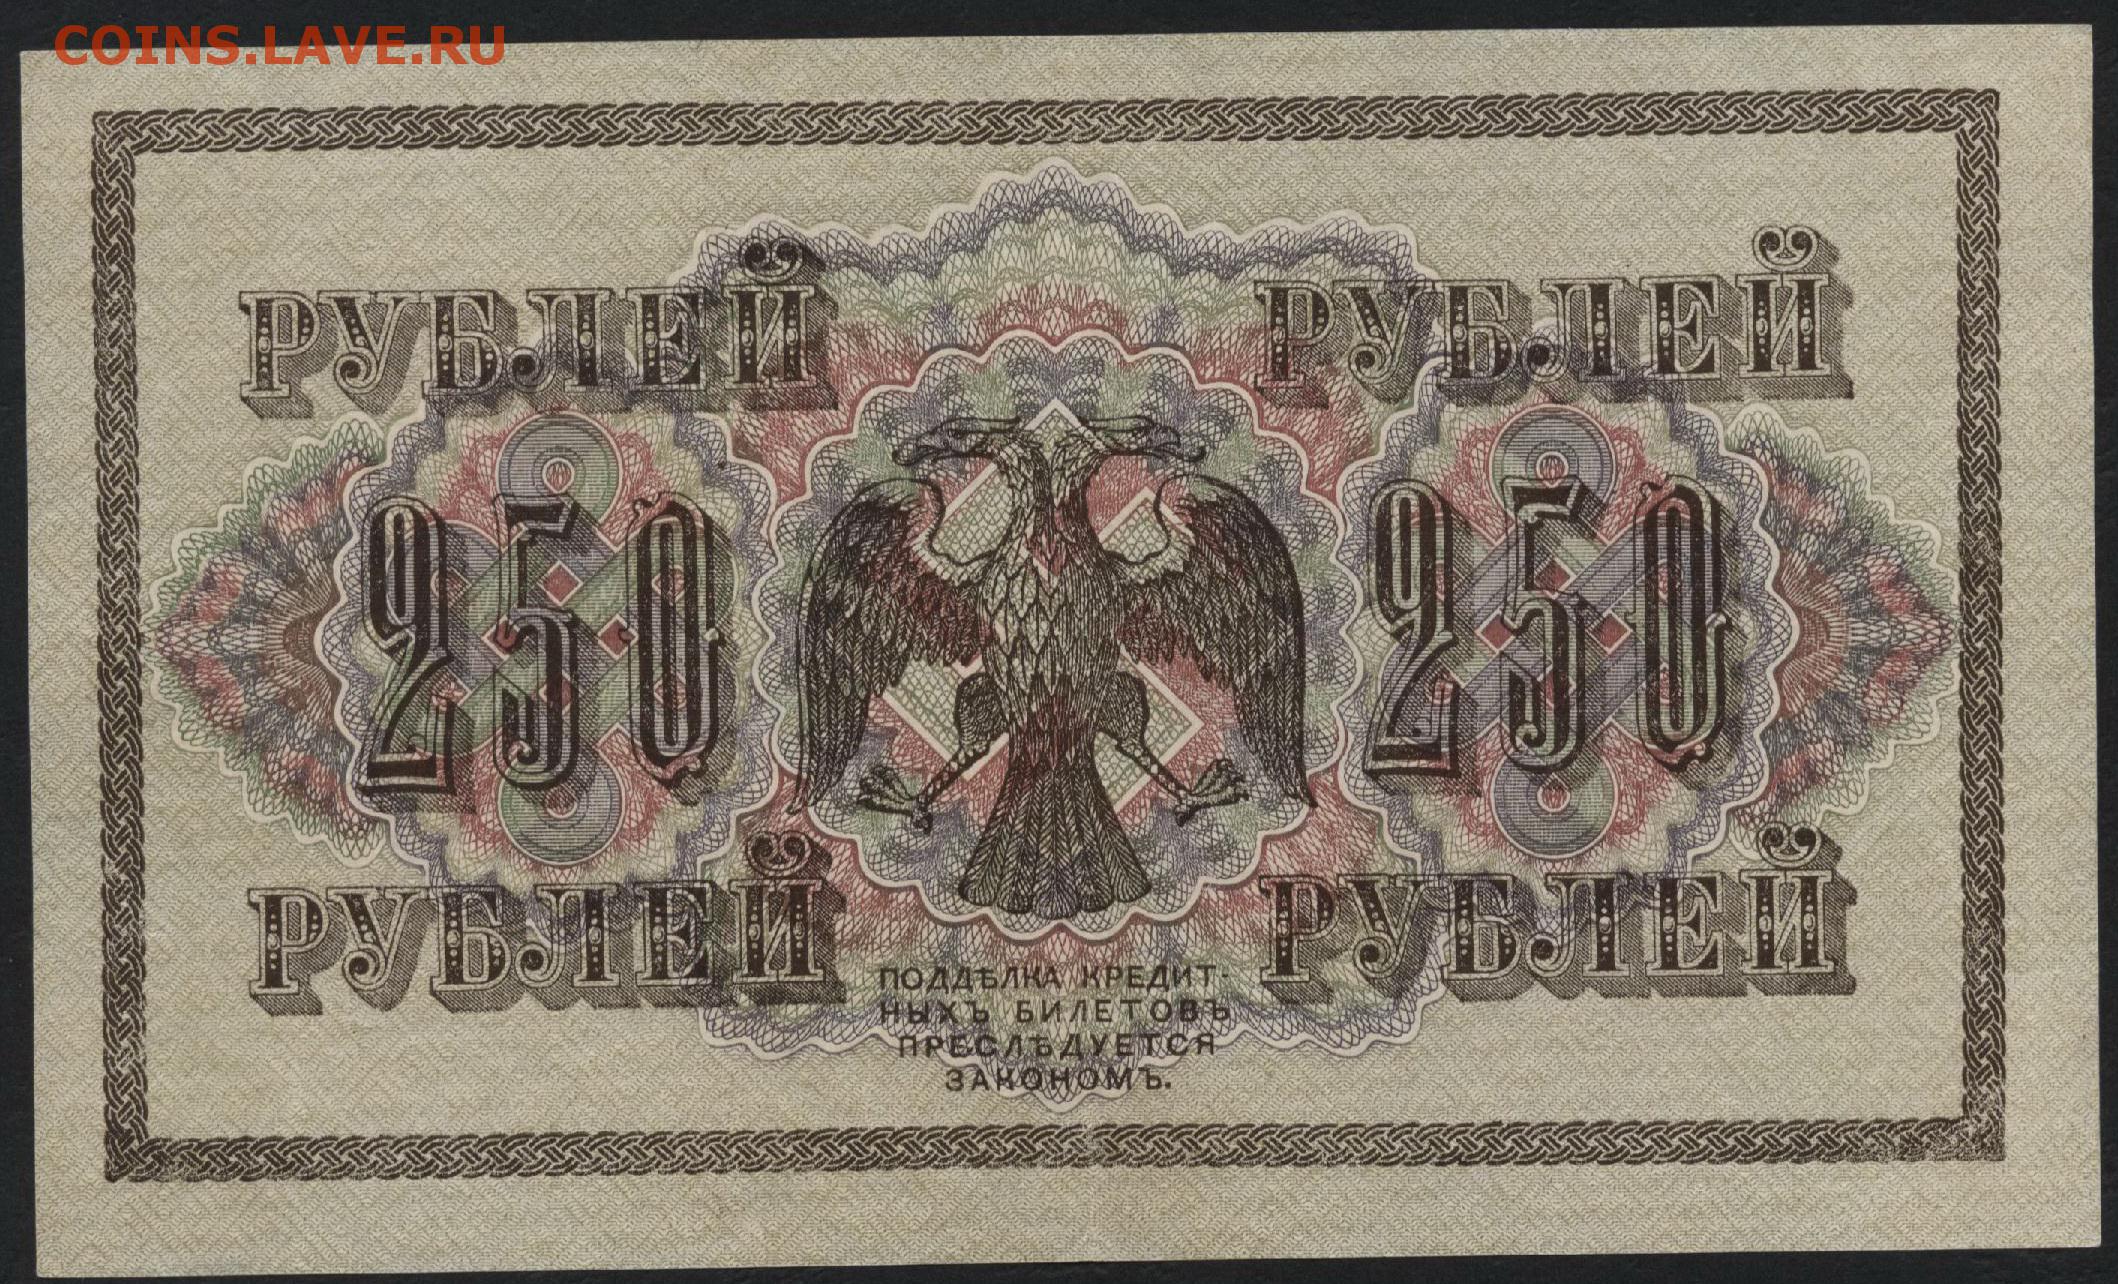 COINS.LAVE.RU
РУБЛЕЙ РУБЛЕЙ
250 250
РУБЛЕЙ РУБЛЕЙ
ПОДДѢЛКА КРЕДИТ-
НЫХЪ БИЛЕТОВЪ
ПРЕСЛѢДУЕТСЯ
ЗАКОНОМЪ.